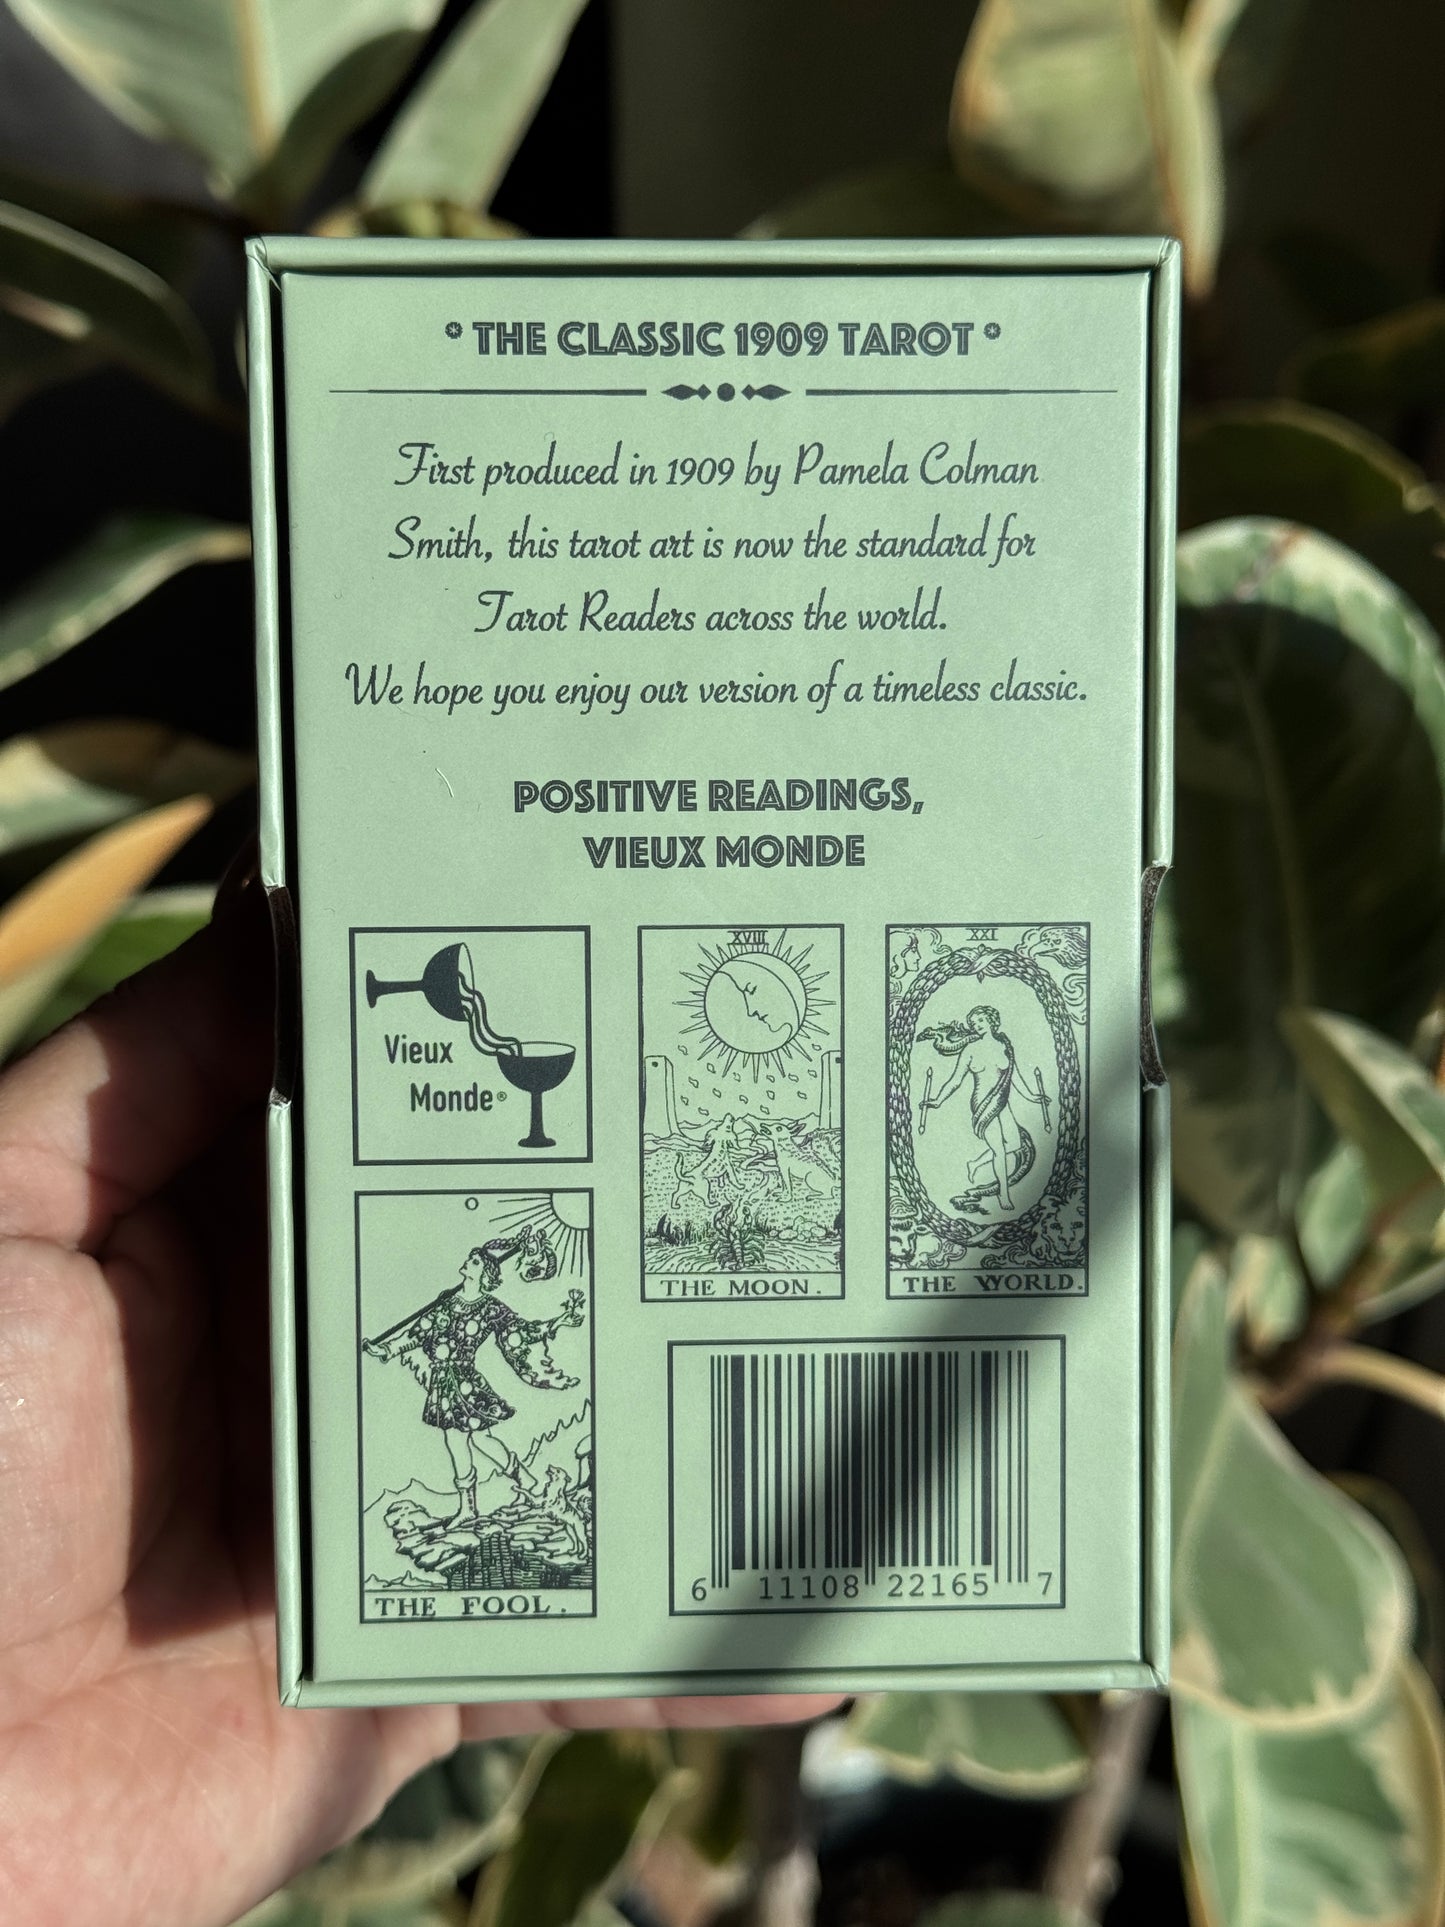 * THE CLASSIC 1909 TAROT *
First produced in 1909 by Pamela Colman
Smith, this tarot art is now the standard for
Tarot Readers across the world.
We hope you enjoy our version of a timeless classic.
POSITIVE READINGS,
VIEUX MONDE
Vieux
Monde®
XVIII
THE MOON.
XXI
THE WORLD.
0
THE FOOL.
6 11108 22165 7